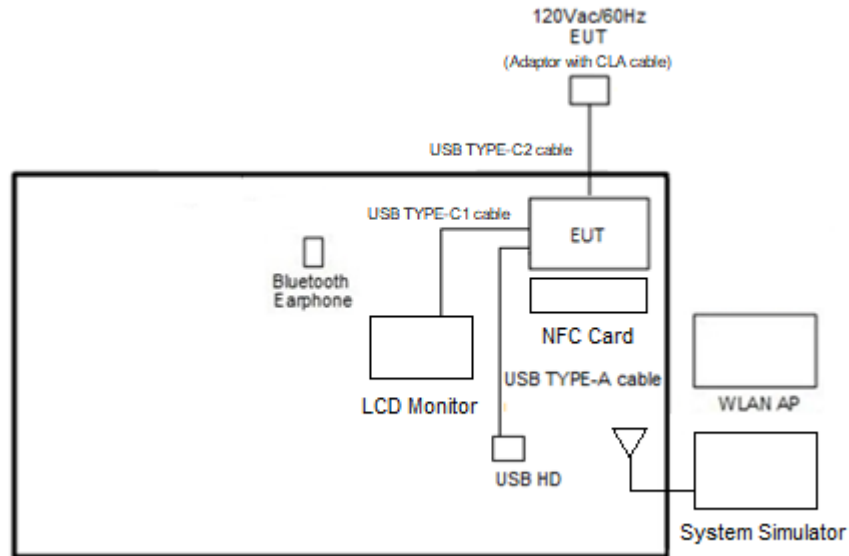 120Vac/60Hz
EUT
(Adaptor with CLA cable)
USB TYPE-C2 cable
USB TYPE-C1 cable
EUT
Bluetooth
Earphone
NFC Card
USB TYPE-A cable
LCD Monitor
WLAN AP
USB HD
System Simulator